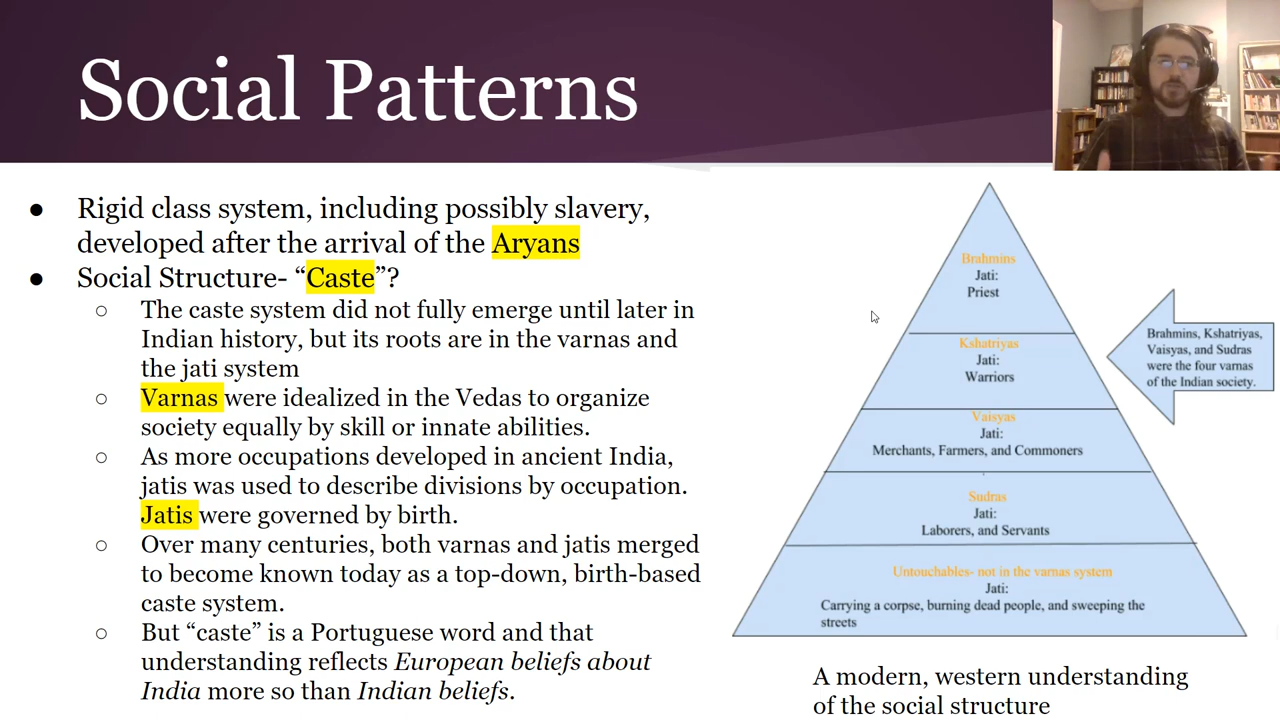 Social Patterns
● Rigid class system, including possibly slavery,
developed after the arrival of the Aryans
● Social Structure- “Caste”?
○ The caste system did not fully emerge until later in
Indian history, but its roots are in the varnas and
the jati system
○ Varnas were idealized in the Vedas to organize
society equally by skill or innate abilities.
○ As more occupations developed in ancient India,
jatis was used to describe divisions by occupation.
Jatis were governed by birth.
○ Over many centuries, both varnas and jatis merged
to become known today as a top-down, birth-based
caste system.
○ But “caste” is a Portuguese word and that
understanding reflects European beliefs about
India more so than Indian beliefs.
Brahmins
Jati:
Priest
Kshatriyas
Jati:
Warriors
Vaisyas
Jati:
Merchants, Farmers, and Commoners
Sudras
Jati:
Laborers, and Servants
Untouchables- not in the varnas system
Jati:
Carrying a corpse, burning dead people, and sweeping the
streets
Brahmins, Kshatriyas,
Vaisyas, and Sudras
were the four varnas
of the Indian society.
A modern, western understanding
of the social structure